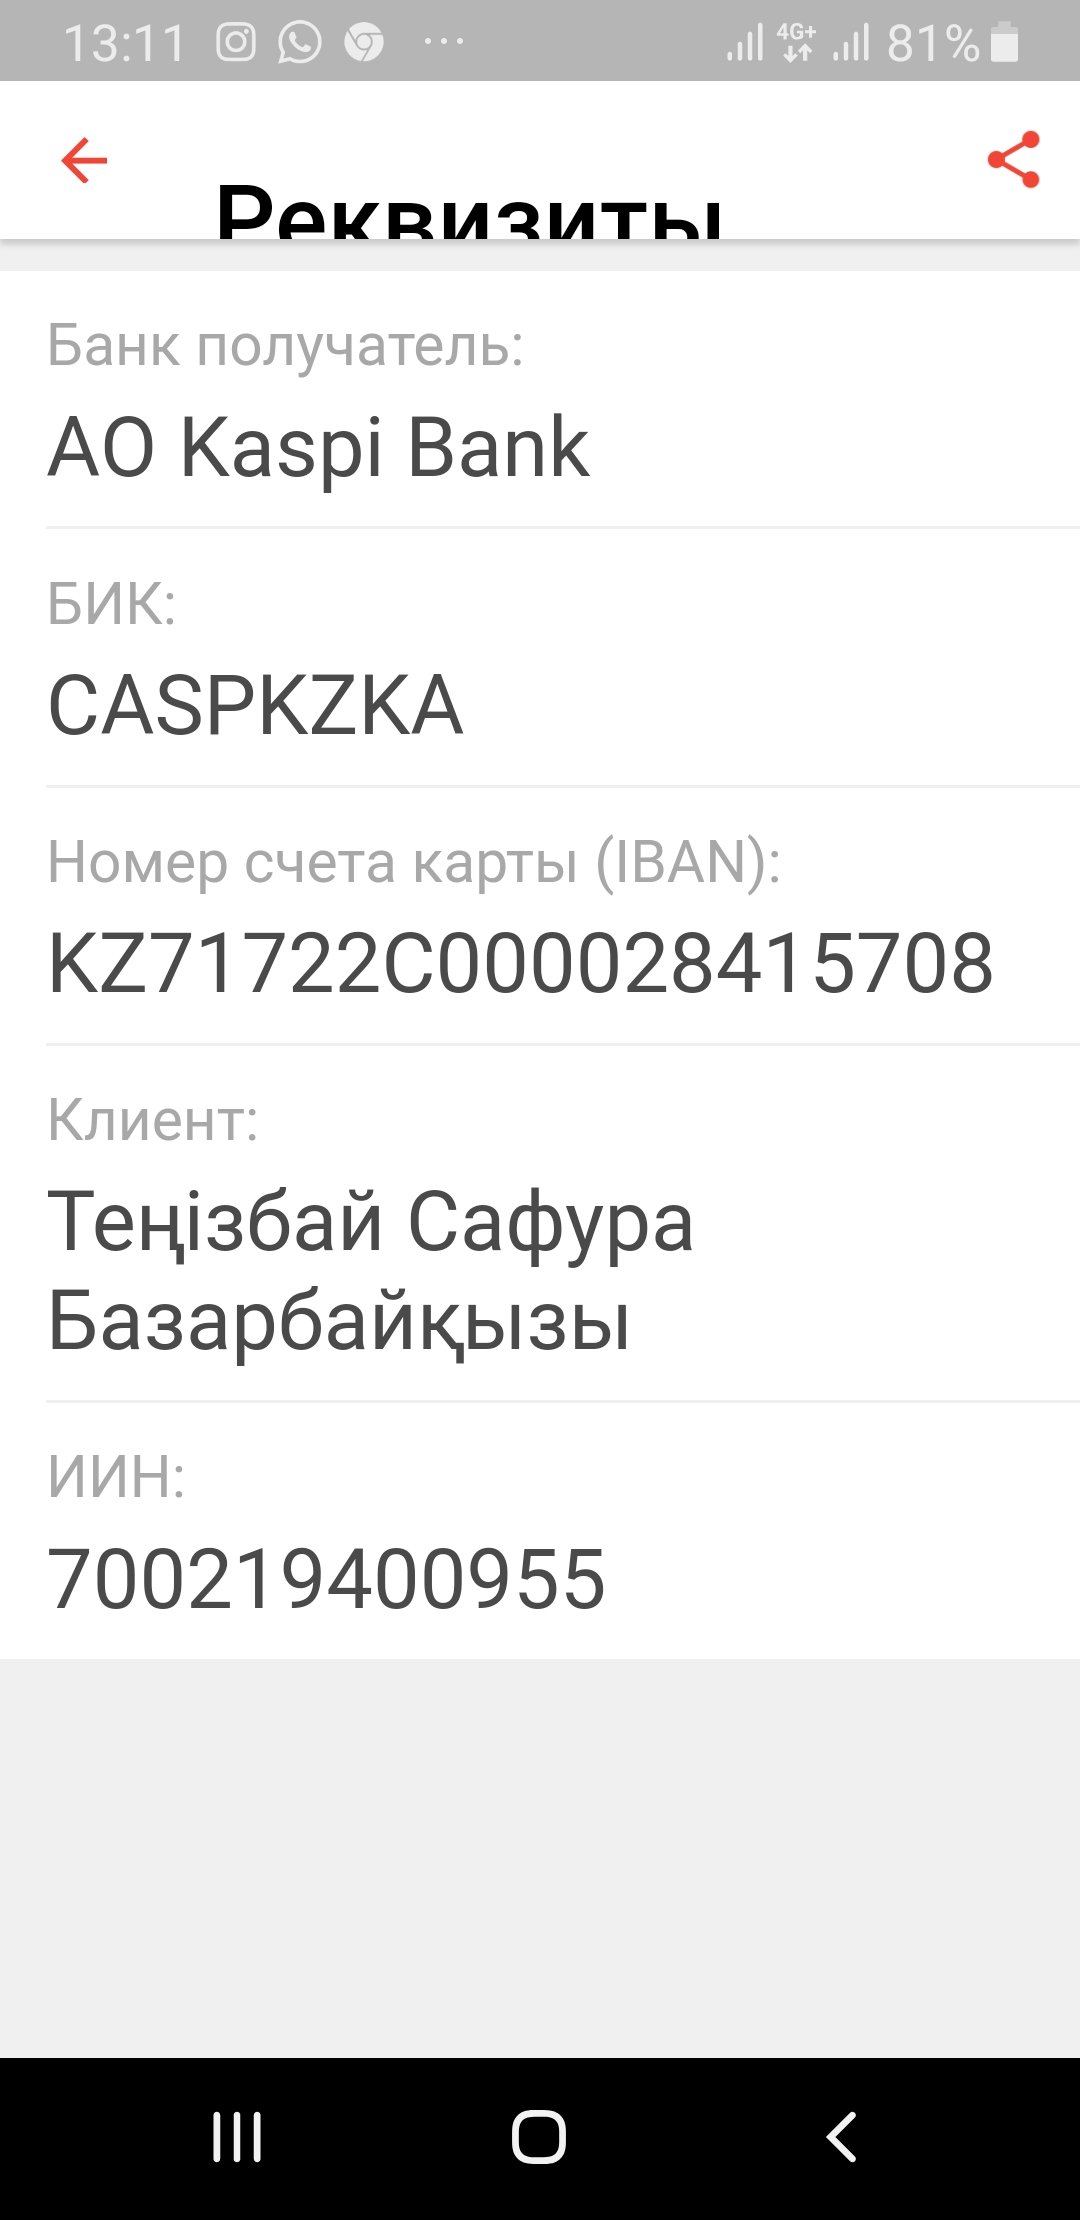 13:11 4G+ 81%
Реквизиты
Банк получатель:
АО Kaspi Bank
БИК:
CASPKZKA
Номер счета карты (IBAN):
KZ71722C000028415708
Клиент:
Теңізбай Сафура
Базарбайқызы
ИИН:
700219400955